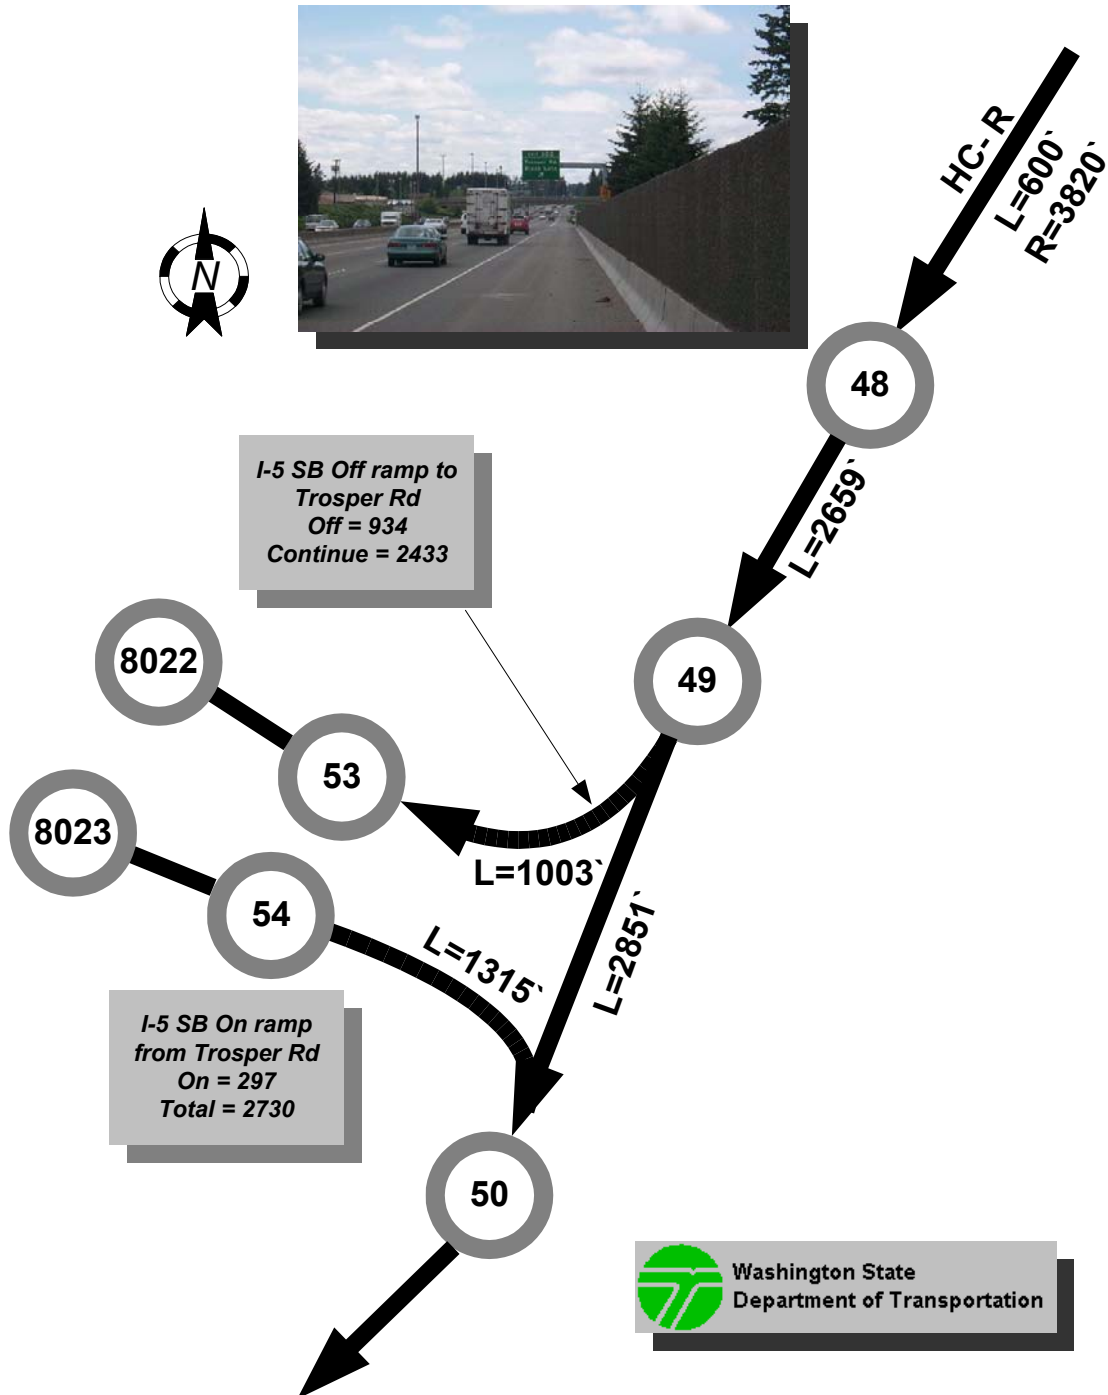 HC- R
L=600`
R=3820`
N
48
L=2659`
I-5 SB Off ramp to
Trosper Rd
Off = 934
Continue = 2433
49
8022
53
8023
L=1003`
54
L=1315`
L=2851`
I-5 SB On ramp
from Trosper Rd
On = 297
Total = 2730
50
Washington State
Department of Transportation